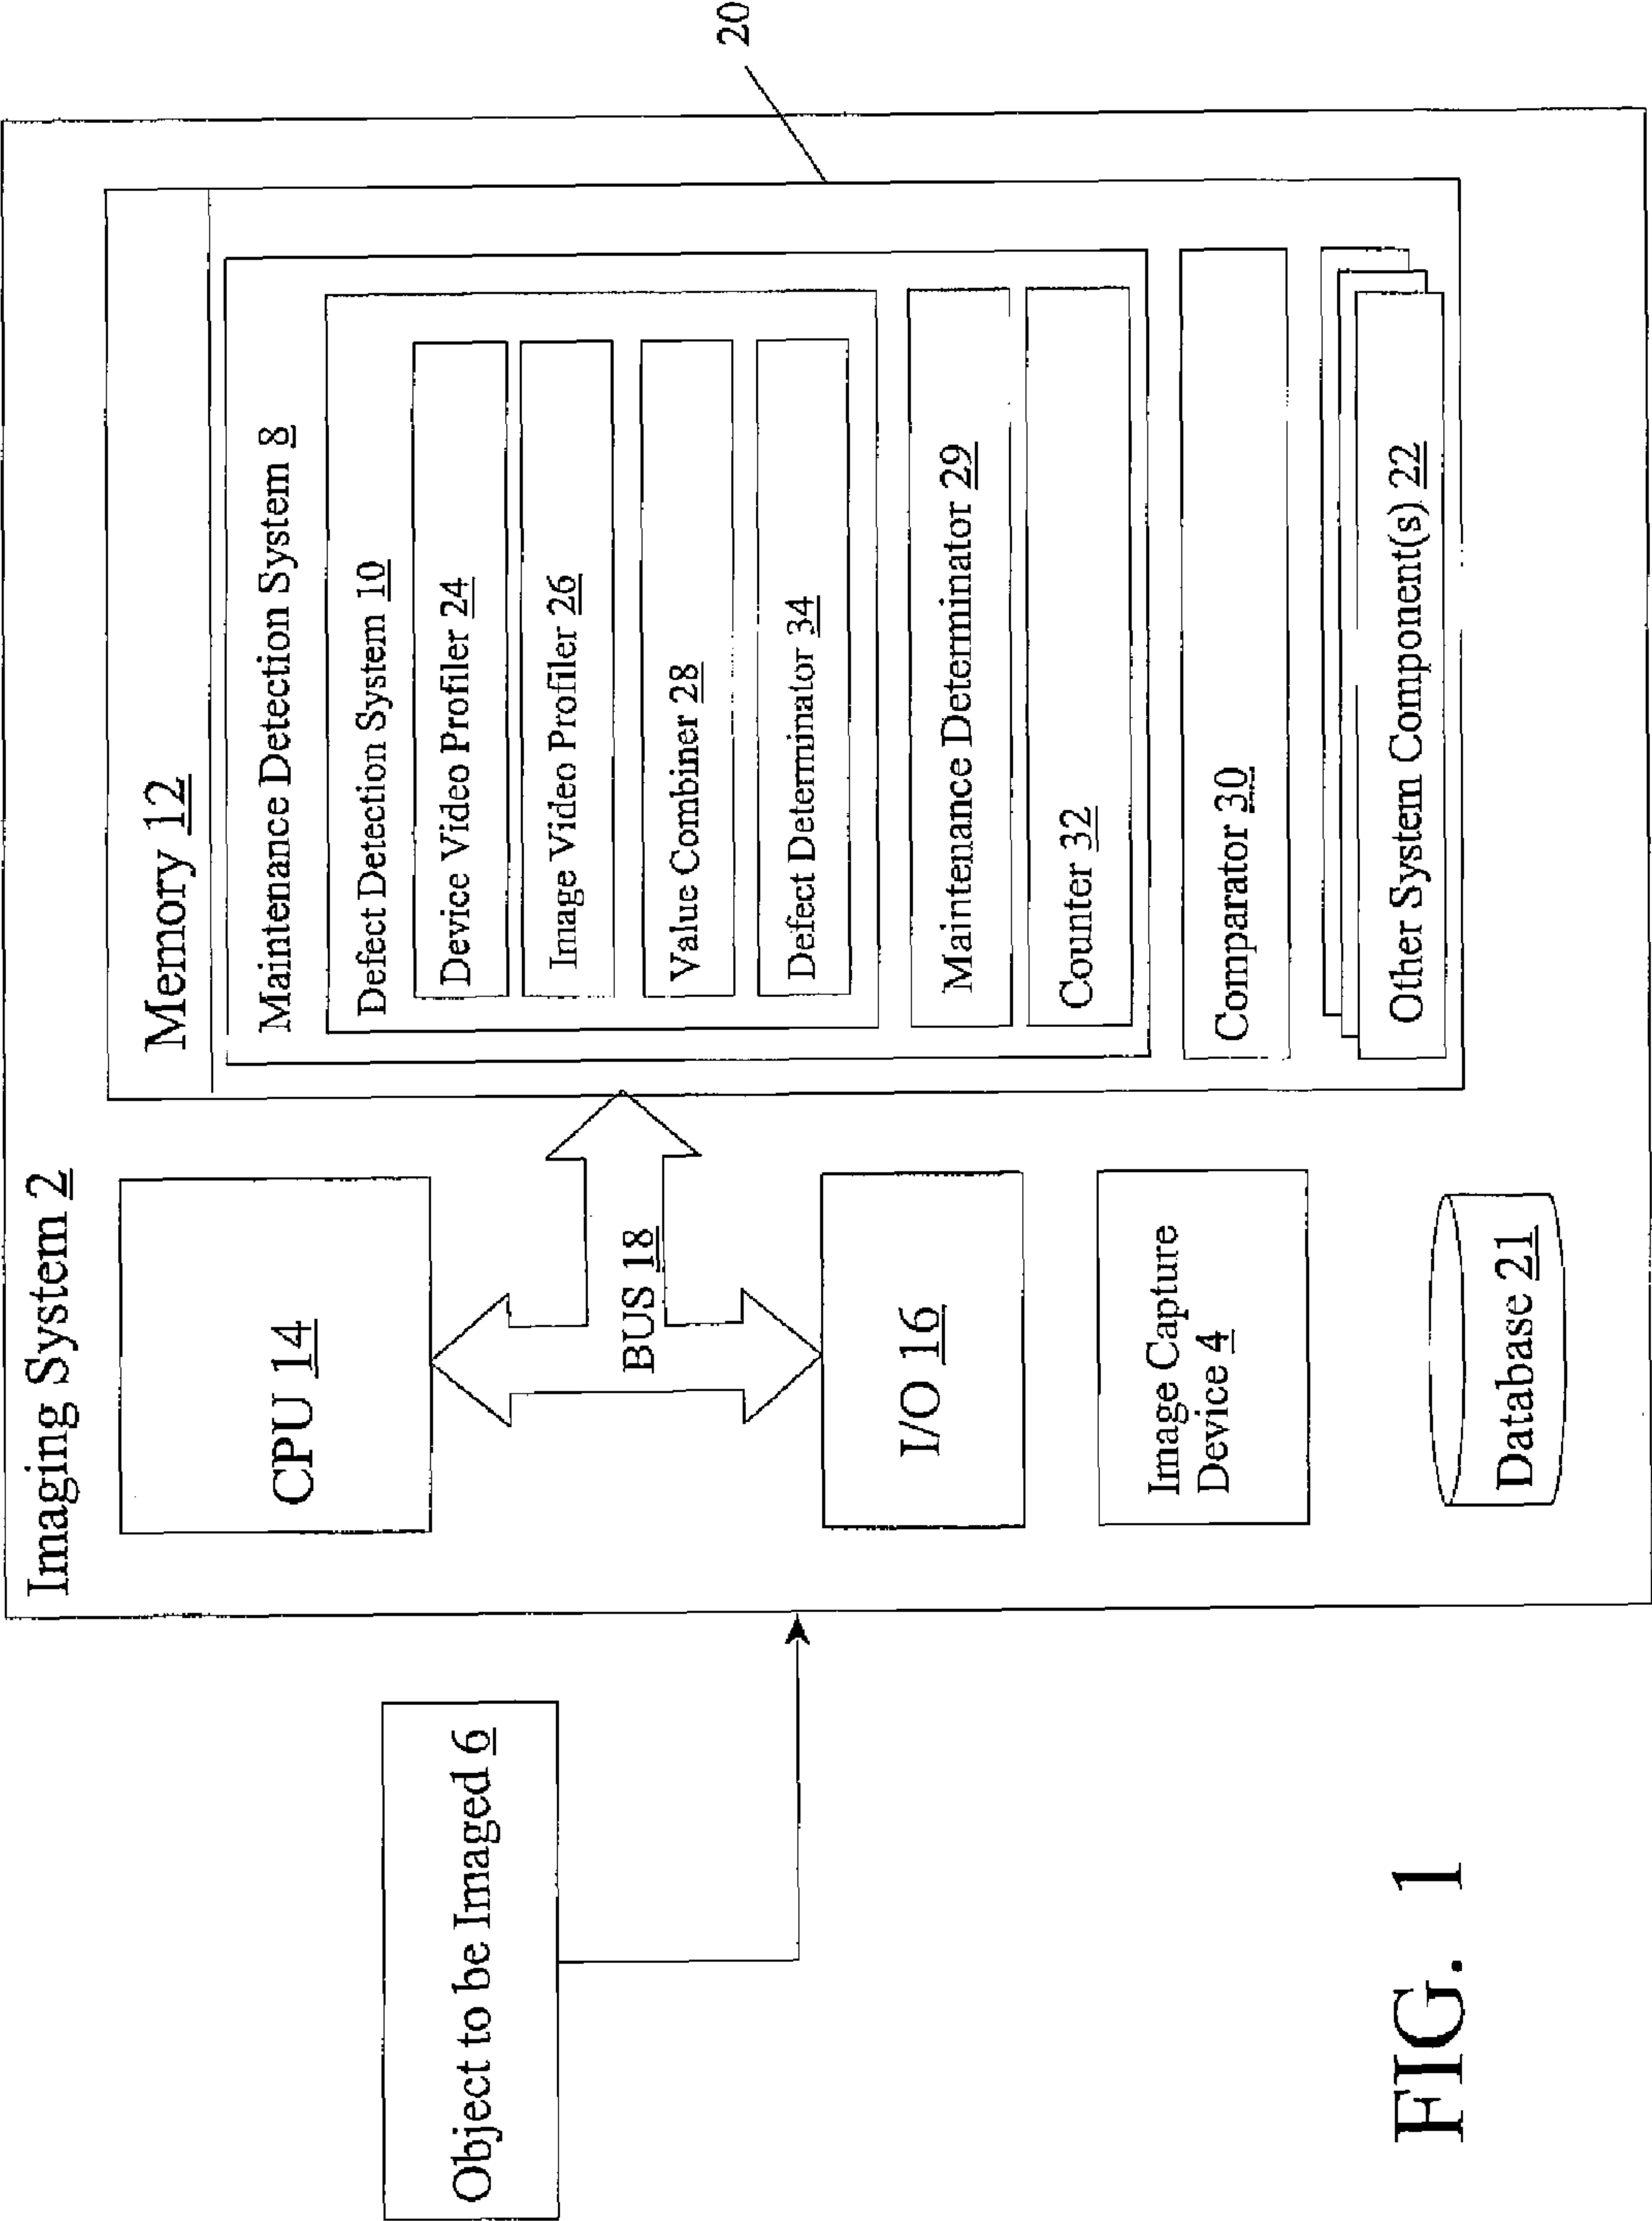 Imaging System 2
Object to be Imaged 6
CPU 14
BUS 18
I/O 16
Image Capture
Device 4
Database 21
Memory 12
Maintenance Detection System 8
Defect Detection System 10
Device Video Profiler 24
Image Video Profiler 26
Value Combiner 28
Defect Determinator 34
Maintenance Determinator 29
Counter 32
Comparator 30
Other System Component(s) 22
20
FIG. 1